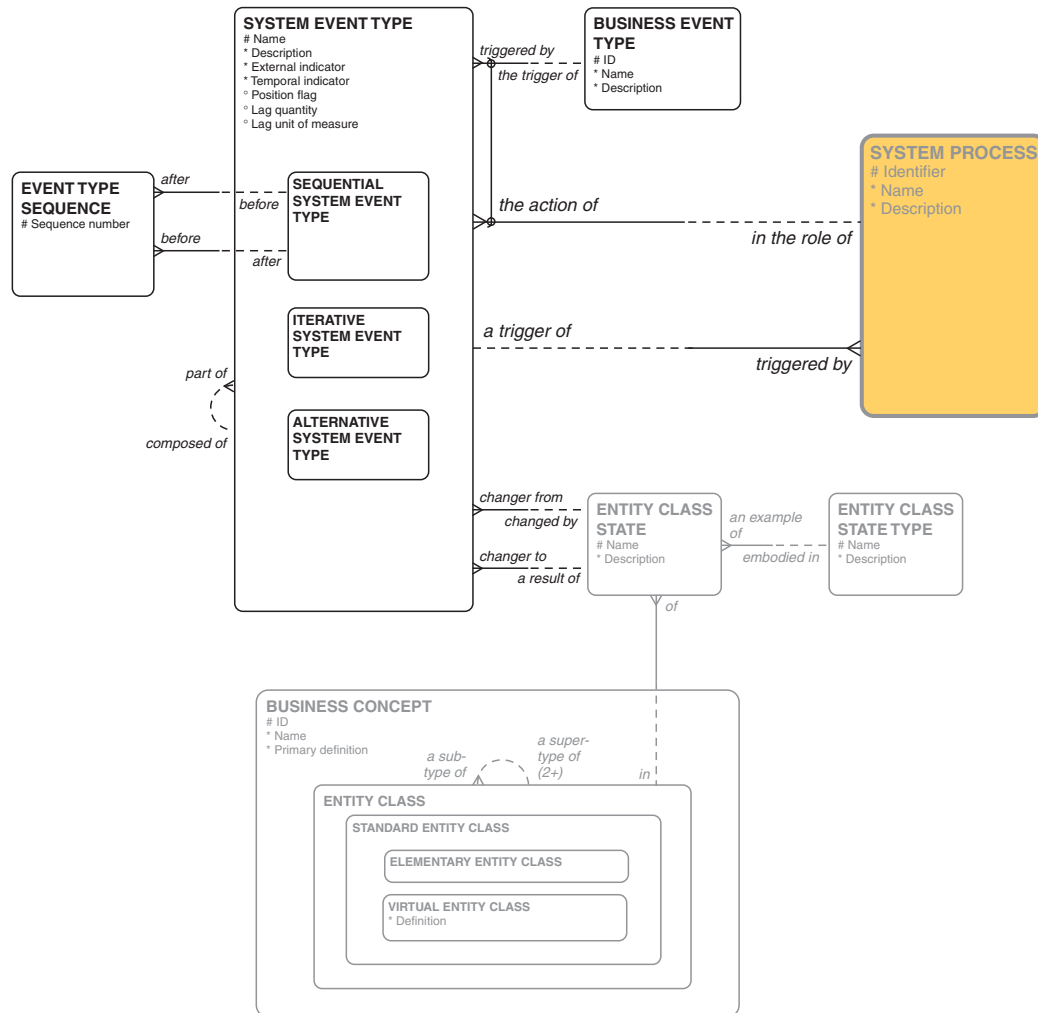 SYSTEM EVENT TYPE
# Name
* Description
* External indicator
* Temporal indicator
° Position flag
° Lag quantity
° Lag unit of measure
triggered by
the trigger of
BUSINESS EVENT
TYPE
# ID
* Name
* Description
SYSTEM PROCESS
# Identifier
* Name
* Description
EVENT TYPE
SEQUENCE
# Sequence number
after
before
before
after
SEQUENTIAL
SYSTEM EVENT
TYPE
the action of
in the role of
ITERATIVE
SYSTEM EVENT
TYPE
a trigger of
triggered by
part of
composed of
ALTERNATIVE
SYSTEM EVENT
TYPE
changer from
changed by
changer to
a result of
ENTITY CLASS
STATE
# Name
* Description
an example
of
embodied in
ENTITY CLASS
STATE TYPE
# Name
* Description
of
BUSINESS CONCEPT
# ID
* Name
* Primary definition
a sub-
type of
a super-
type of
(2+)
in
ENTITY CLASS
STANDARD ENTITY CLASS
ELEMENTARY ENTITY CLASS
VIRTUAL ENTITY CLASS
* Definition